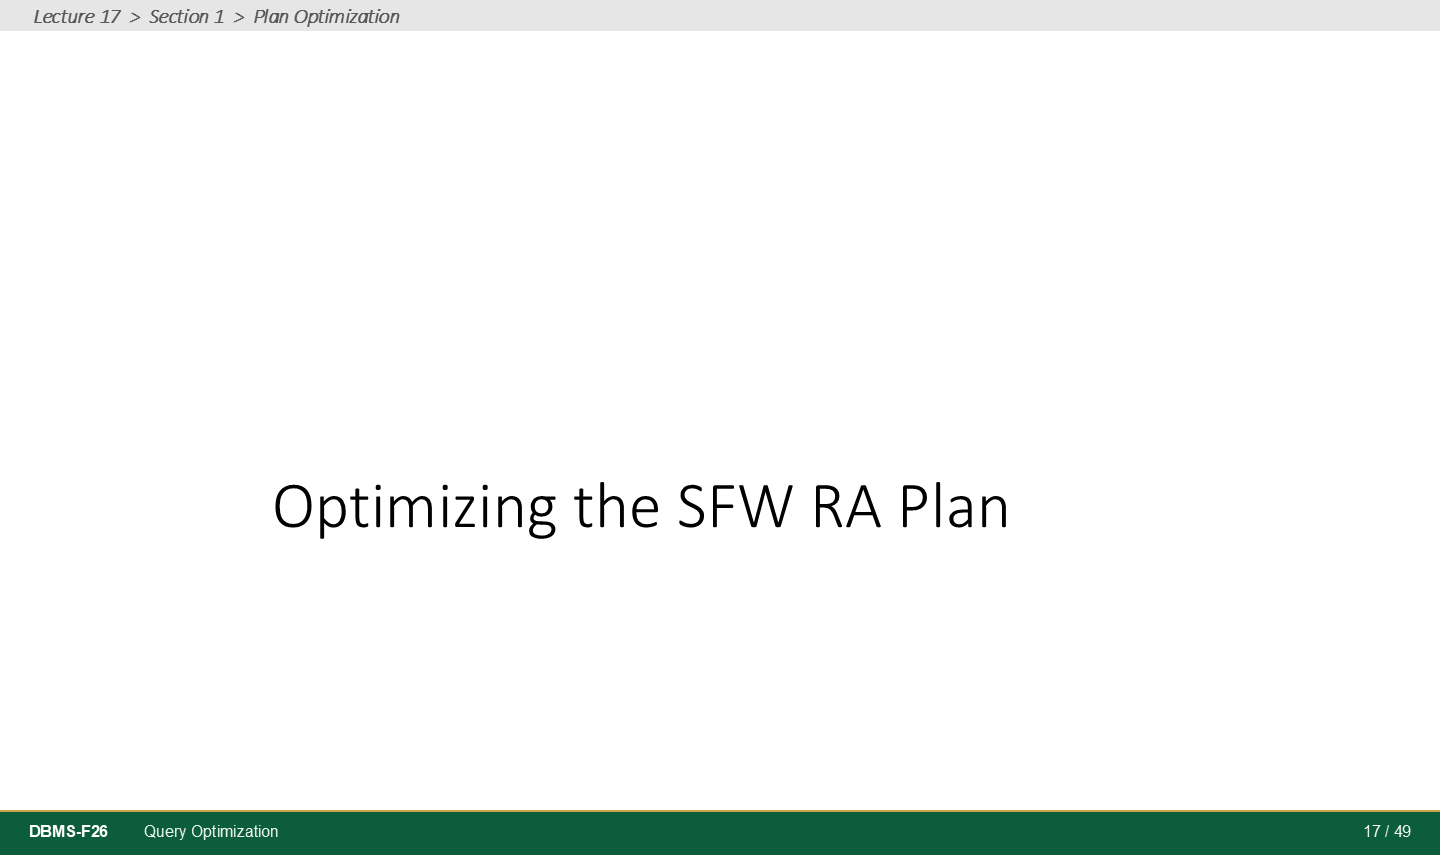 Lecture 17 > Section 1 > Plan Optimization
Optimizing the SFW RA Plan
DBMS-F26 Query Optimization 17 / 49